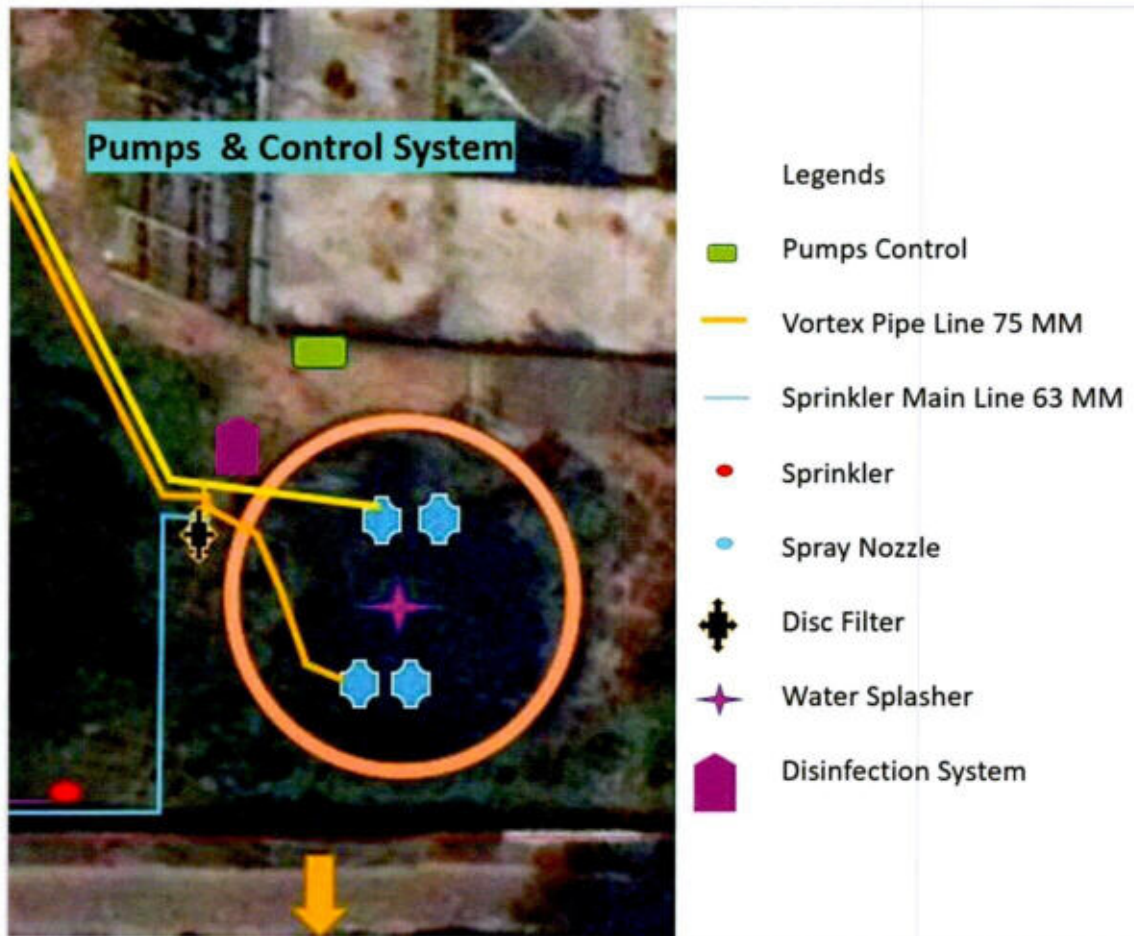 Pumps & Control System
Legends
Pumps Control
Vortex Pipe Line 75 MM
Sprinkler Main Line 63 MM
Sprinkler
Spray Nozzle
Disc Filter
Water Splasher
Disinfection System